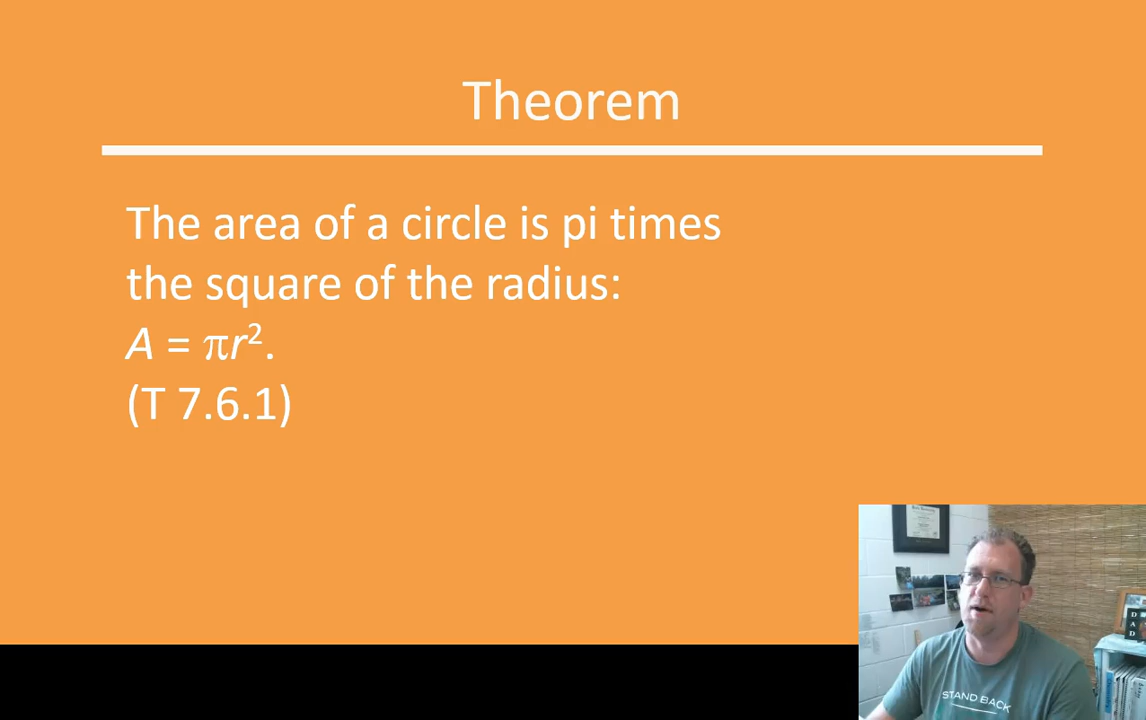 Theorem
The area of a circle is pi times
the square of the radius:
A = πr².
(T 7.6.1)
DAD
STAND BACK